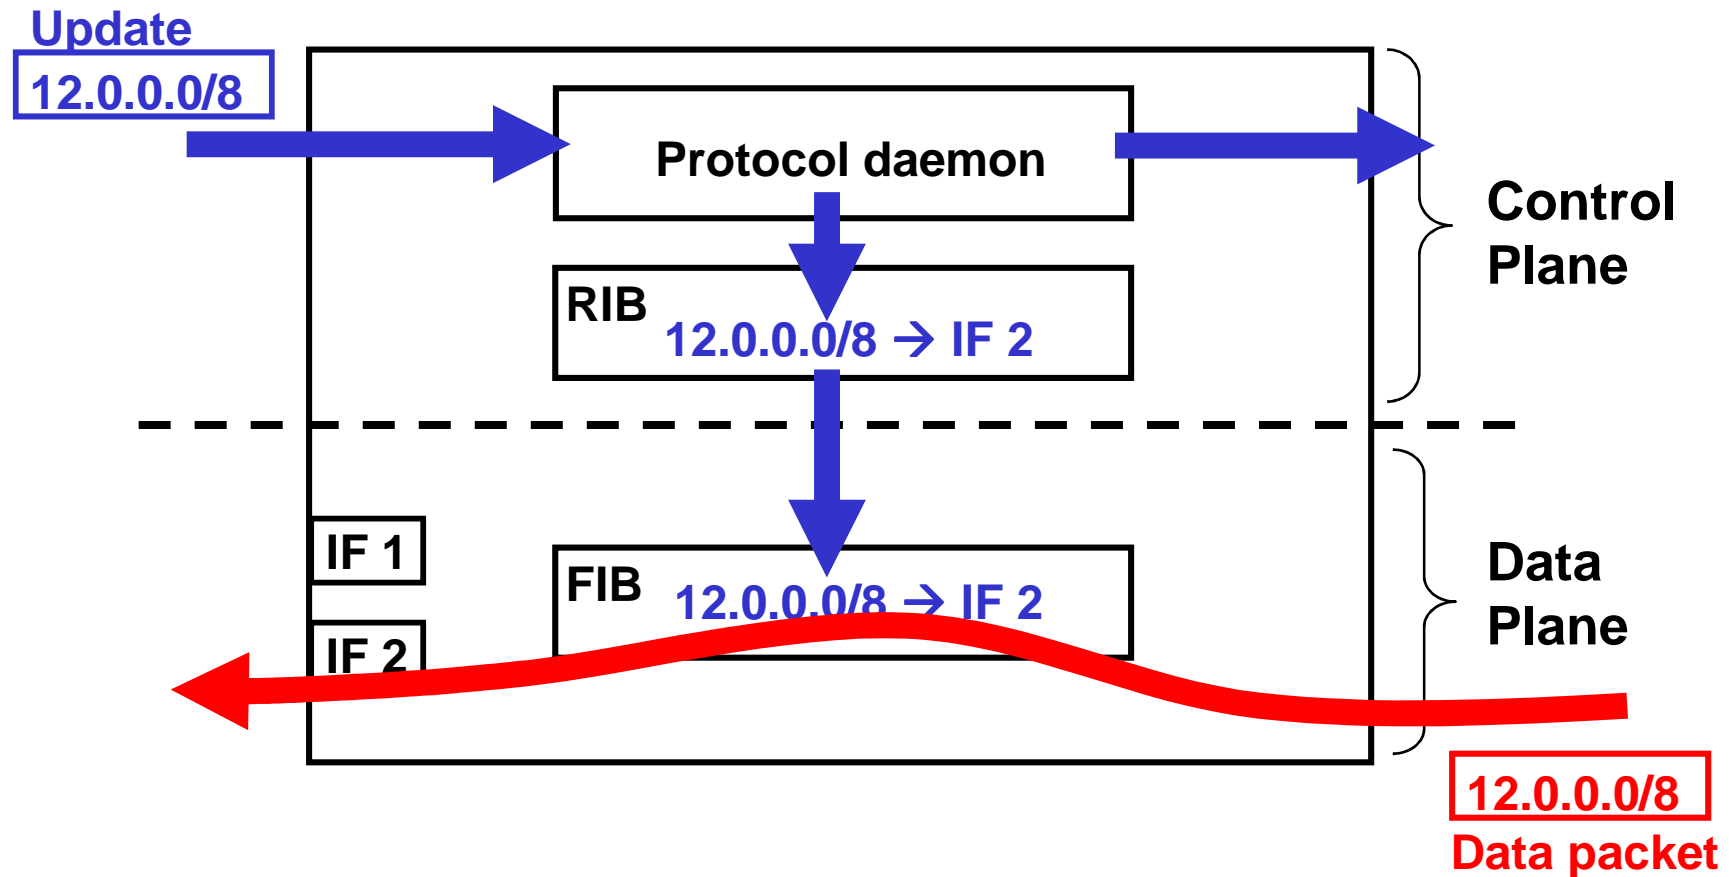 Update
12.0.0.0/8
Protocol daemon
Control
Plane
RIB
12.0.0.0/8 → IF 2
IF 1
FIB
12.0.0.0/8 → IF 2
Data
Plane
IF 2
12.0.0.0/8
Data packet